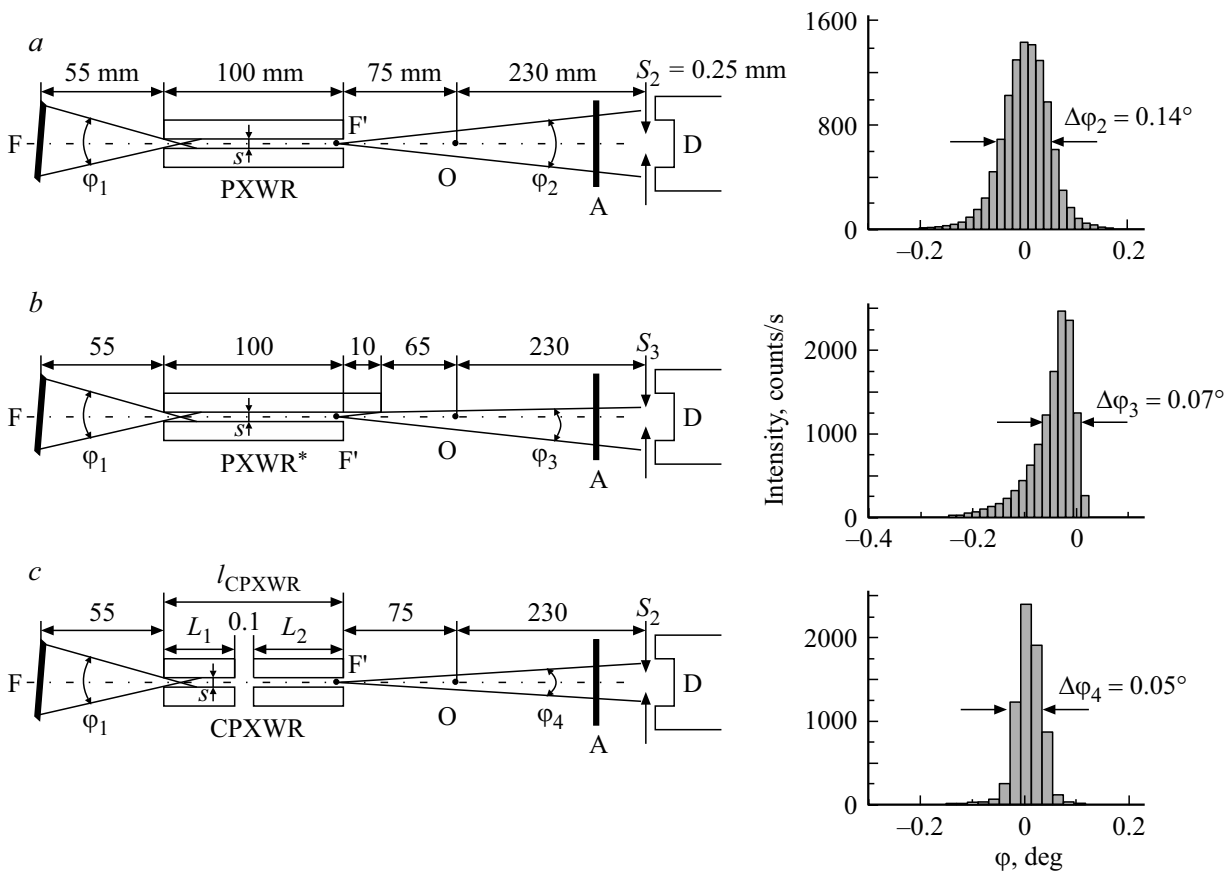 a
55 mm 100 mm 75 mm 230 mm S₂ = 0.25 mm
F F' D
s
φ₁ PXWR O φ₂ A
1600
800
0
Δφ₂ = 0.14°
–0.2 0 0.2
b
55 100 10 65 230 S₃
F D
s
φ₁ PXWR* F' O φ₃ A
Intensity, counts/s
2000
1000
0
Δφ₃ = 0.07°
–0.4 –0.2 0
c
l_CPXWR
55 L₁ 0.1 L₂ 75 230 S₂
F F' D
s
φ₁ CPXWR O φ₄ A
2000
1000
0
Δφ₄ = 0.05°
–0.2 0 0.2
φ, deg